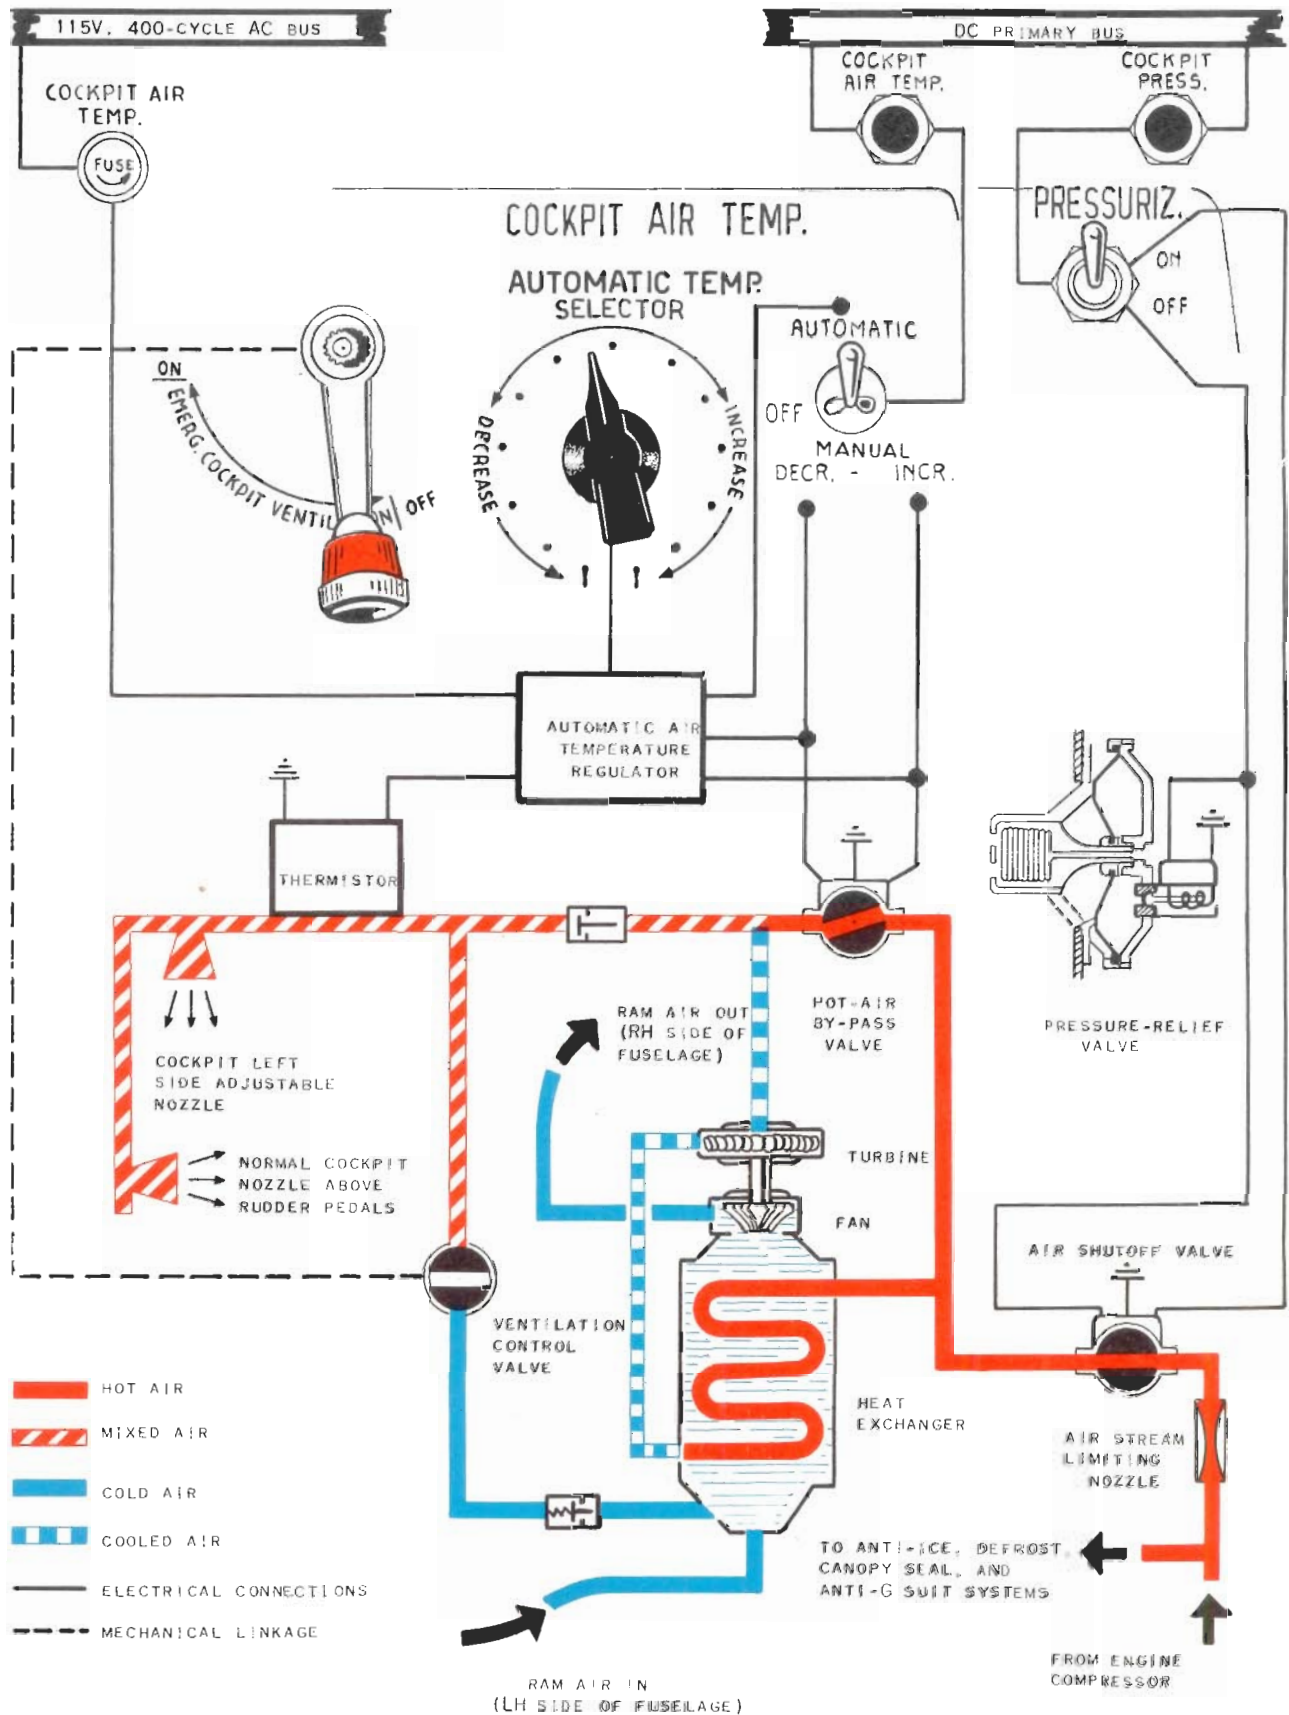 115V. 400-CYCLE AC BUS
DC PRIMARY BUS
COCKPIT AIR
TEMP.
FUSE
COCKPIT
AIR TEMP.
COCKPIT
PRESS.
COCKPIT AIR TEMP.
PRESSURIZ.
ON
OFF
AUTOMATIC TEMP.
SELECTOR
DECREASE
INCREASE
AUTOMATIC
OFF
MANUAL
DECR. - INCR.
ON
EMERG. COCKPIT VENTIL
ON
OFF
AUTOMATIC AIR
TEMPERATURE
REGULATOR
THERMISTOR
RAM AIR OUT
(RH SIDE OF
FUSELAGE)
HOT-AIR
BY-PASS
VALVE
PRESSURE-RELIEF
VALVE
COCKPIT LEFT
SIDE ADJUSTABLE
NOZZLE
NORMAL COCKPIT
NOZZLE ABOVE
RUDDER PEDALS
TURBINE
FAN
AIR SHUTOFF VALVE
VENTILATION
CONTROL
VALVE
HEAT
EXCHANGER
AIR STREAM
LIMITING
NOZZLE
HOT AIR
MIXED AIR
COLD AIR
COOLED AIR
ELECTRICAL CONNECTIONS
MECHANICAL LINKAGE
TO ANTI-ICE, DEFROST,
CANOPY SEAL, AND
ANTI-G SUIT SYSTEMS
FROM ENGINE
COMPRESSOR
RAM AIR IN
(LH SIDE OF FUSELAGE)